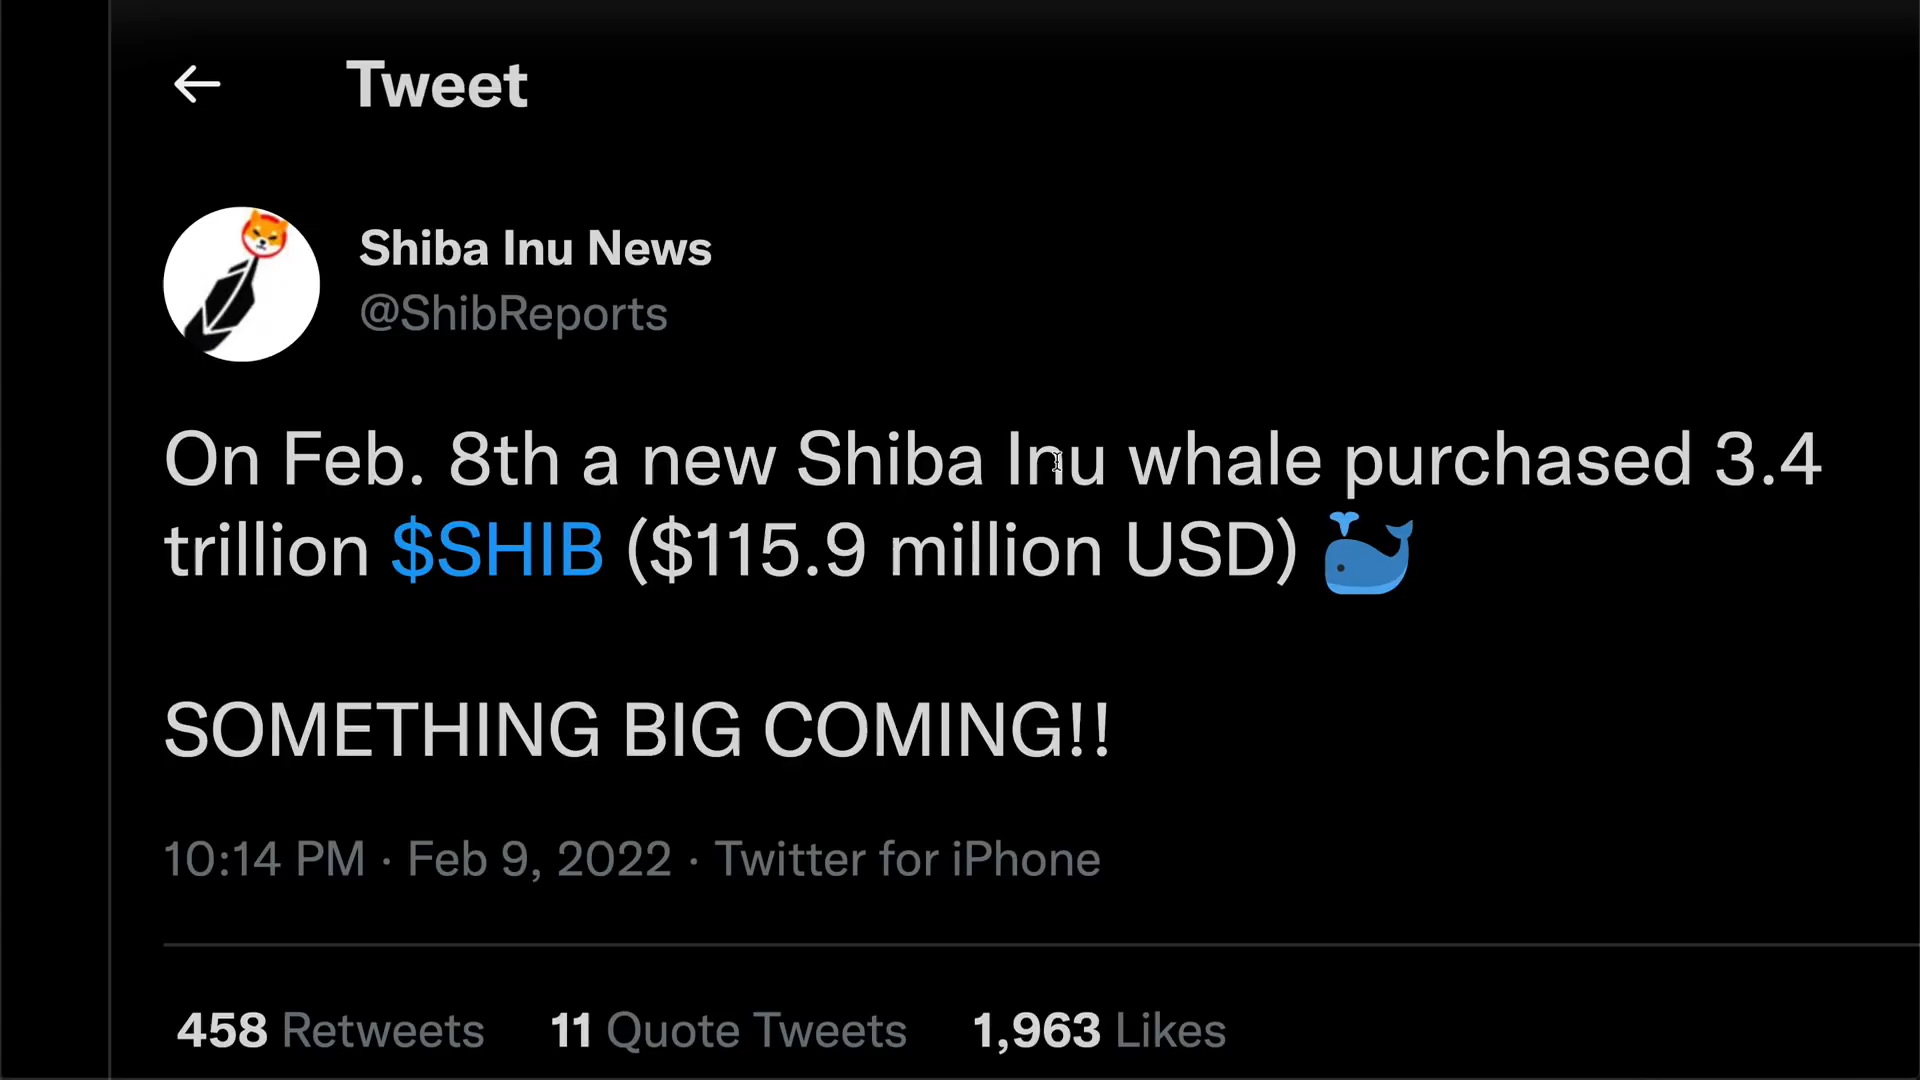 Tweet
Shiba Inu News
@ShibReports
On Feb. 8th a new Shiba Inu whale purchased 3.4
trillion $SHIB ($115.9 million USD) 🐳
SOMETHING BIG COMING!!
10:14 PM · Feb 9, 2022 · Twitter for iPhone
458 Retweets 11 Quote Tweets 1,963 Likes